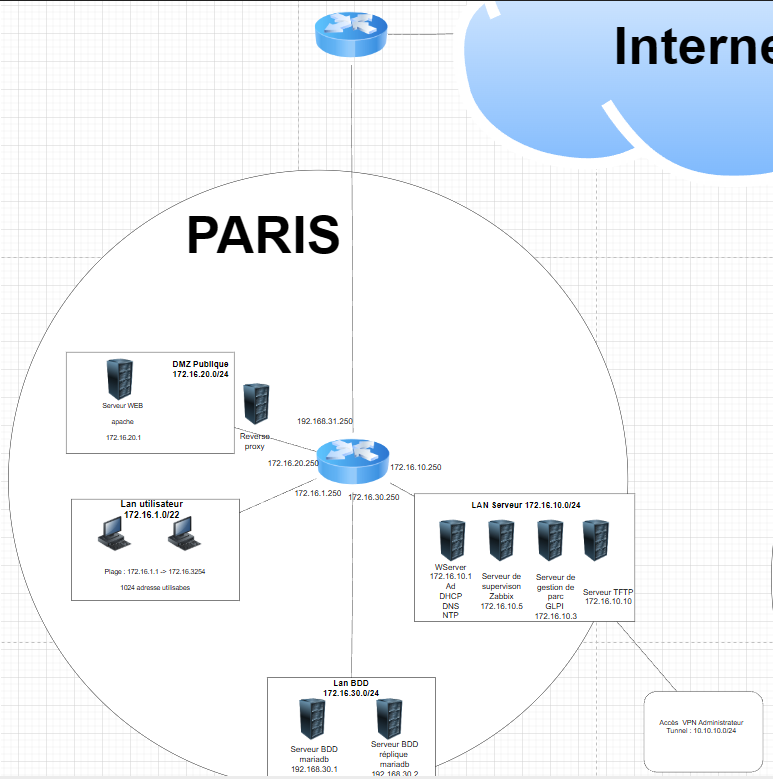 Interne
PARIS
DMZ Publique
172.16.20.0/24
Serveur WEB
apache
172.16.20.1
Reverse
proxy
192.168.31.250
172.16.20.250
172.16.10.250
172.16.1.250
172.16.30.250
Lan utilisateur
172.16.1.0/22
Plage : 172.16.1.1 -> 172.16.3254
1024 adresse utilisabes
LAN Serveur 172.16.10.0/24
WServer
172.16.10.1
Ad
DHCP
DNS
NTP
Serveur de
supervison
Zabbix
172.16.10.5
Serveur de
gestion de
parc
GLPI
172.16.10.3
Serveur TFTP
172.16.10.10
Lan BDD
172.16.30.0/24
Serveur BDD
mariadb
192.168.30.1
Serveur BDD
réplique
mariadb
192.168.30.2
Accès VPN Administrateur
Tunnel : 10.10.10.0/24